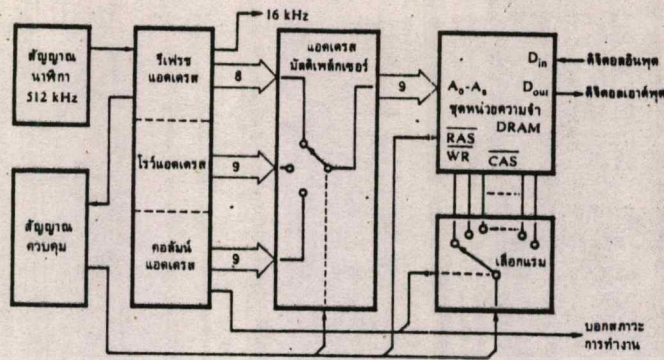 16 kHz
สัญญาณ
นาฬิกา
512 kHz
รีเฟรช
แอดเดรส
8
แอดเดรส
มัลติเพล็กเซอร์
9
D_in
ดิจิตอลอินพุต
A₀-A₈
D_out
ดิจิตอลเอาต์พุต
ชุดหน่วยความจำ
DRAM
RAS
WR
CAS
โรว์แอดเดรส
9
สัญญาณ
ควบคุม
คอลัมน์
แอดเดรส
9
เลือกแรม
บอกสภาวะ
การทำงาน